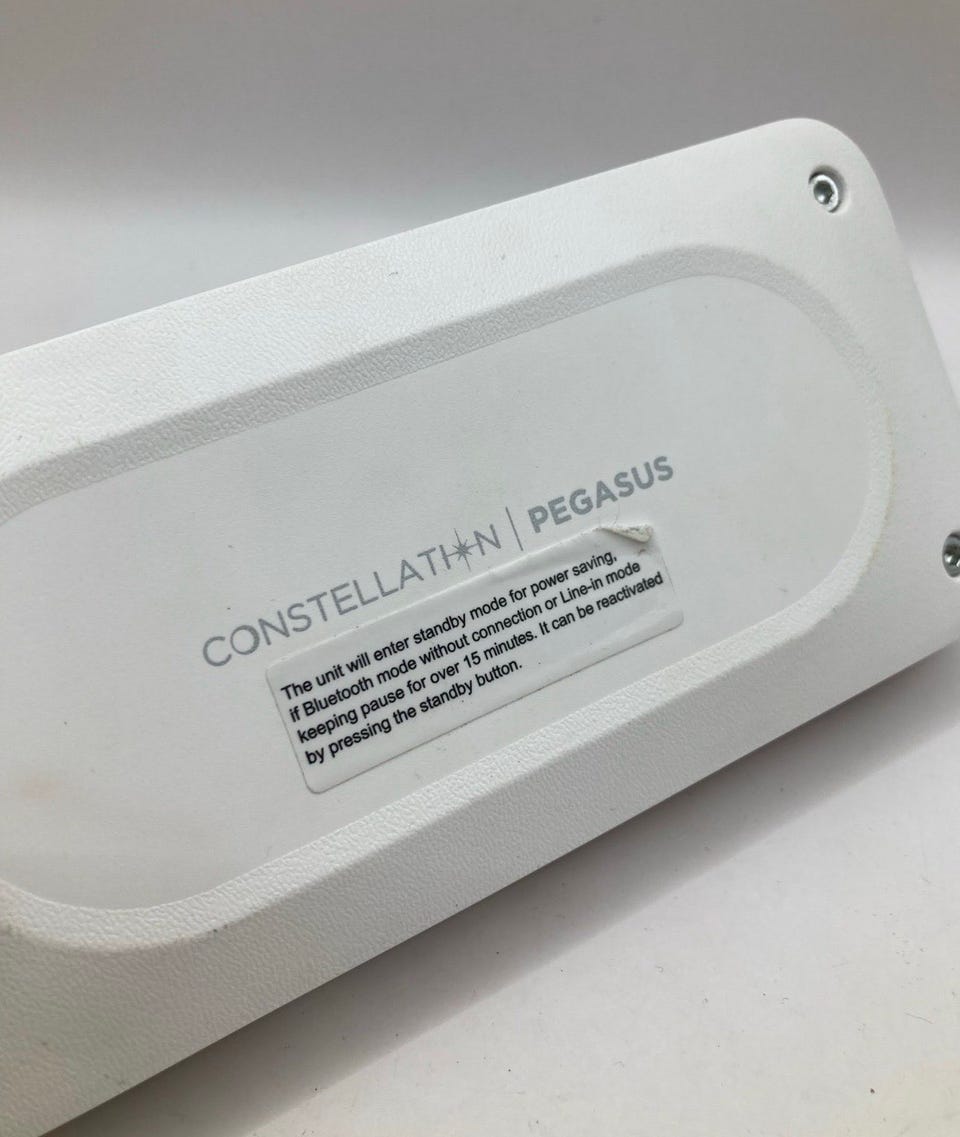 CONSTELLATION | PEGASUS
The unit will enter standby mode for power saving,
if Bluetooth mode without connection or Line-in mode
keeping pause for over 15 minutes. It can be reactivated
by pressing the standby button.